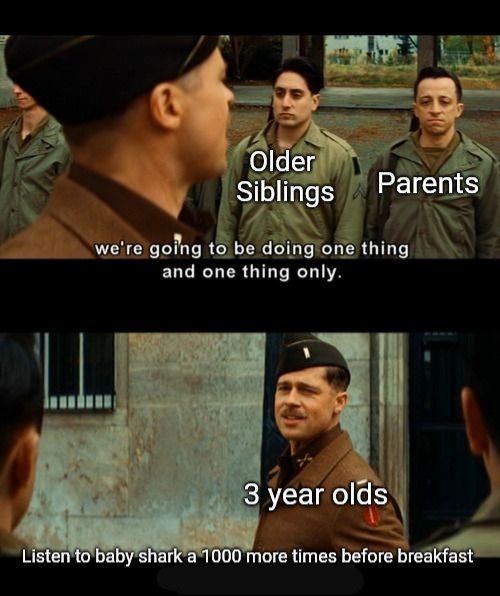 Older
Siblings
Parents
we're going to be doing one thing
and one thing only.
3 year olds
Listen to baby shark a 1000 more times before breakfast